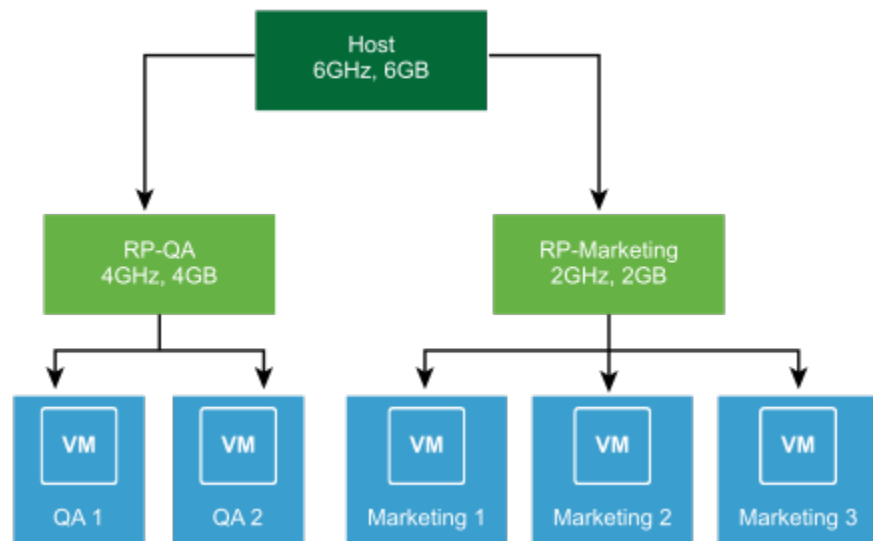 Host
6GHz, 6GB
RP-QA
4GHz, 4GB
RP-Marketing
2GHz, 2GB
VM
QA 1
VM
QA 2
VM
Marketing 1
VM
Marketing 2
VM
Marketing 3